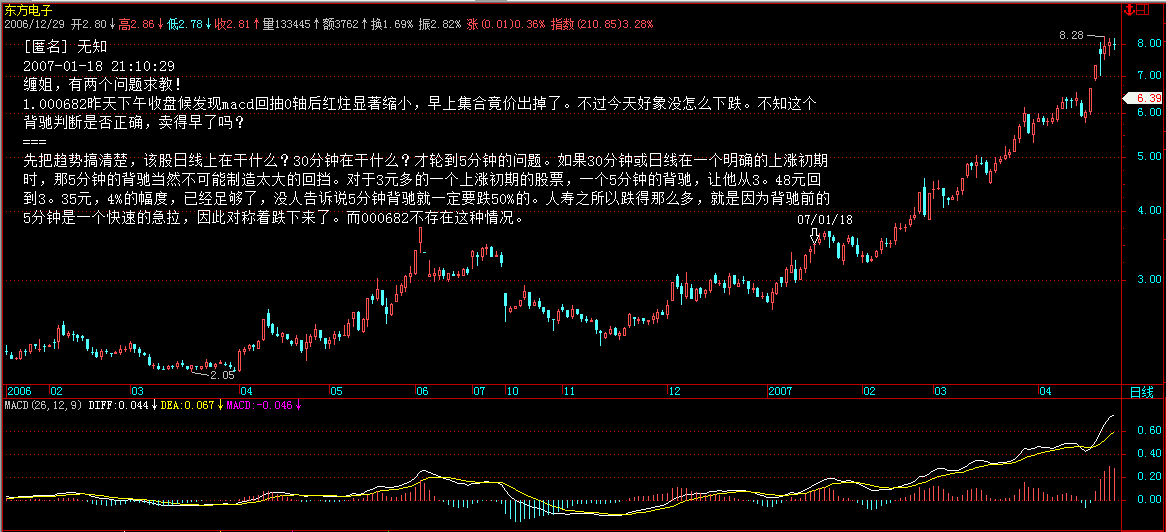 东方电子
2006/12/29 开2.80↓高2.86↓低2.78↓收2.81↑量133445↑额3762↑换1.69% 振2.82% 涨(0.01)0.36% 指数(210.85)3.28%
[匿名] 无知
2007-01-18 21:10:29
缠姐，有两个问题求教！
1.000682昨天下午收盘候发现macd回抽0轴后红炷显著缩小，早上集合竟价出掉了。不过今天好象没怎么下跌。不知这个
背驰判断是否正确，卖得早了吗？
===
先把趋势搞清楚，该股日线上在干什么？30分钟在干什么？才轮到5分钟的问题。如果30分钟或日线在一个明确的上涨初期
时，那5分钟的背驰当然不可能制造太大的回挡。对于3元多的一个上涨初期的股票，一个5分钟的背驰，让他从3。48元回
到3。35元，4%的幅度，已经足够了，没人告诉说5分钟背驰就一定要跌50%的。人寿之所以跌得那么多，就是因为背驰前的
5分钟是一个快速的急拉，因此对称着跌下来了。而000682不存在这种情况。
07/01/18
8.28
2.05
8.00
7.00
6.39
6.00
5.00
4.00
3.00
2006 02 03 04 05 06 07 10 11 12 2007 02 03 04 日线
MACD(26,12,9) DIFF:0.044↓ DEA:0.067↓ MACD:-0.046↓
0.60
0.40
0.20
0.00